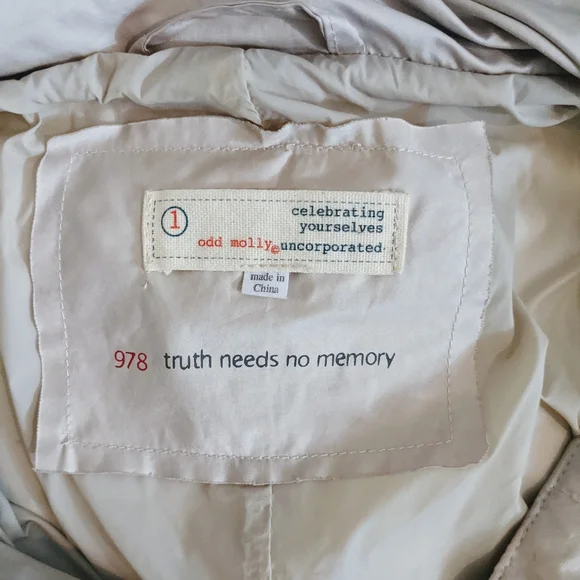 1
celebrating
yourselves
odd molly© uncorporated
made in
China
978 truth needs no memory